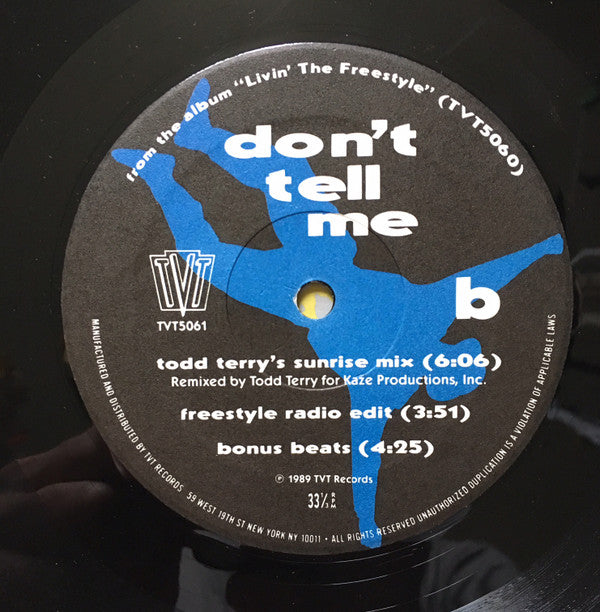 from the album "Livin' The Freestyle" (TVT5060)
don't
tell
me
TVT
TVT5061
b
todd terry's sunrise mix (6:06)
Remixed by Todd Terry for Kaze Productions, Inc.
freestyle radio edit (3:51)
bonus beats (4:25)
℗ 1989 TVT Records
33⅓ RPM
MANUFACTURED AND DISTRIBUTED BY TVT RECORDS 59 WEST 19TH ST NEW YORK NY 10011 • ALL RIGHTS RESERVED UNAUTHORIZED DUPLICATION IS A VIOLATION OF APPLICABLE LAWS